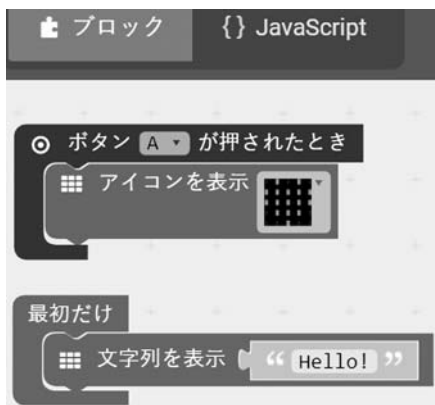 ブロック {} JavaScript
ボタン A が押されたとき
アイコンを表示
最初だけ
文字列を表示 “ Hello! ”